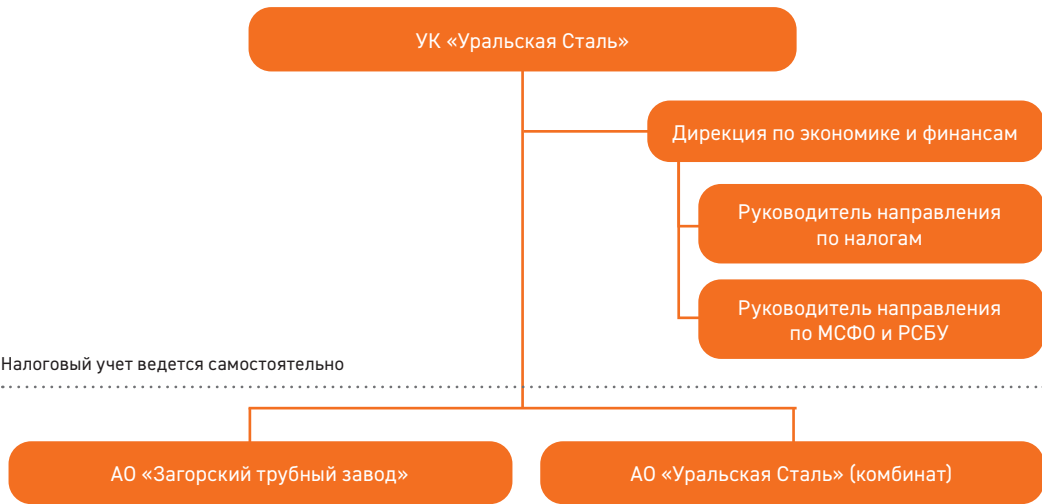 УК «Уральская Сталь»
Дирекция по экономике и финансам
Руководитель направления
по налогам
Руководитель направления
по МСФО и РСБУ
Налоговый учет ведется самостоятельно
АО «Загорский трубный завод»
АО «Уральская Сталь» (комбинат)